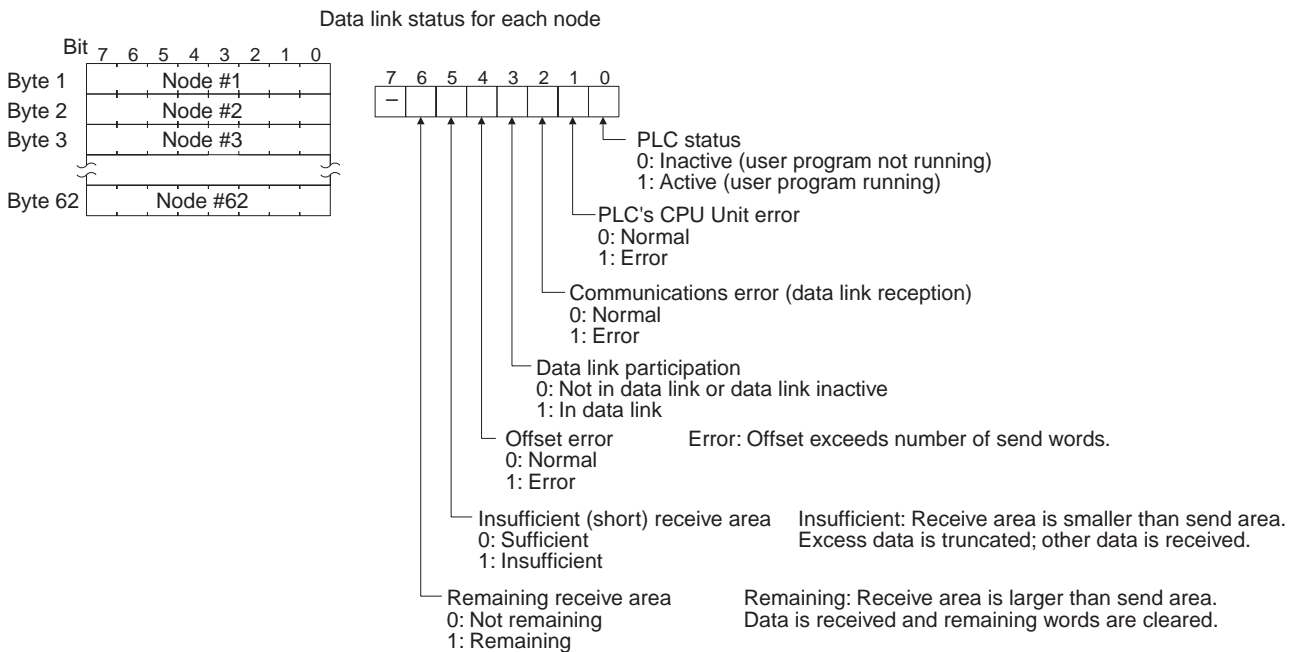 Data link status for each node
Bit 7 6 5 4 3 2 1 0
Byte 1 Node #1
Byte 2 Node #2
Byte 3 Node #3
Byte 62 Node #62
7 6 5 4 3 2 1 0
–
PLC status
0: Inactive (user program not running)
1: Active (user program running)
PLC's CPU Unit error
0: Normal
1: Error
Communications error (data link reception)
0: Normal
1: Error
Data link participation
0: Not in data link or data link inactive
1: In data link
Offset error Error: Offset exceeds number of send words.
0: Normal
1: Error
Insufficient (short) receive area Insufficient: Receive area is smaller than send area.
0: Sufficient Excess data is truncated; other data is received.
1: Insufficient
Remaining receive area Remaining: Receive area is larger than send area.
0: Not remaining Data is received and remaining words are cleared.
1: Remaining